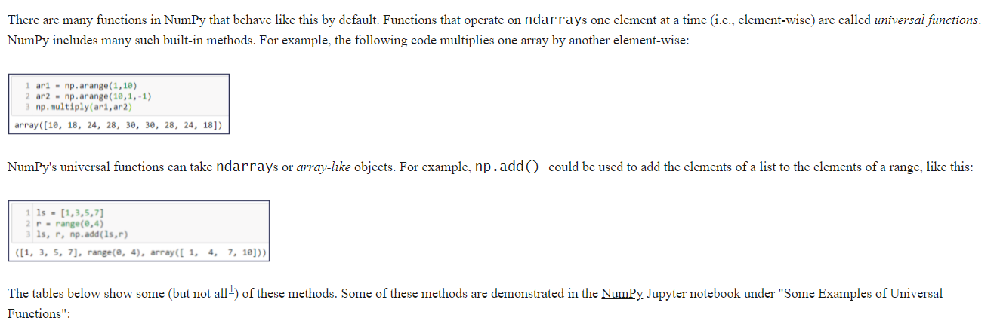 There are many functions in NumPy that behave like this by default. Functions that operate on ndarrays one element at a time (i.e., element-wise) are called universal functions.
NumPy includes many such built-in methods. For example, the following code multiplies one array by another element-wise:
1 ar1 = np.arange(1,10)
2 ar2 = np.arange(10,1,-1)
3 np.multiply(ar1,ar2)
array([10, 18, 24, 28, 30, 30, 28, 24, 18])
NumPy's universal functions can take ndarrays or array-like objects. For example, np.add() could be used to add the elements of a list to the elements of a range, like this:
1 ls = [1,3,5,7]
2 r = range(0,4)
3 ls, r, np.add(ls,r)
([1, 3, 5, 7], range(0, 4), array([ 1, 4, 7, 10]))
The tables below show some (but not all1) of these methods. Some of these methods are demonstrated in the NumPy Jupyter notebook under "Some Examples of Universal
Functions":